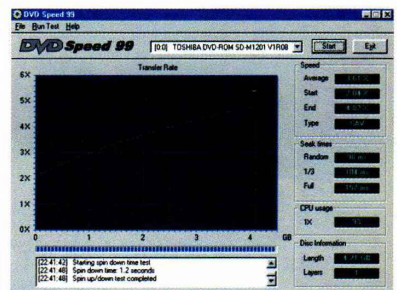 DVD Speed 99
File Run Test Help
DVD Speed 99
[0:0] TOSHIBA DVD-ROM SD-M1201 V1R08
Start
Exit
Transfer Rate
6X
5X
4X
3X
2X
1X
0X
0 1 2 3 4 GB
Speed
Average
Start
End
Type
Seek times
Random
1/3
Full
CPU usage
1X
Disc Information
Length
Layers
[22:41:42] Starting spin down time test
[22:41:48] Spin down time: 1.2 seconds
[22:41:48] Spin up/down test completed